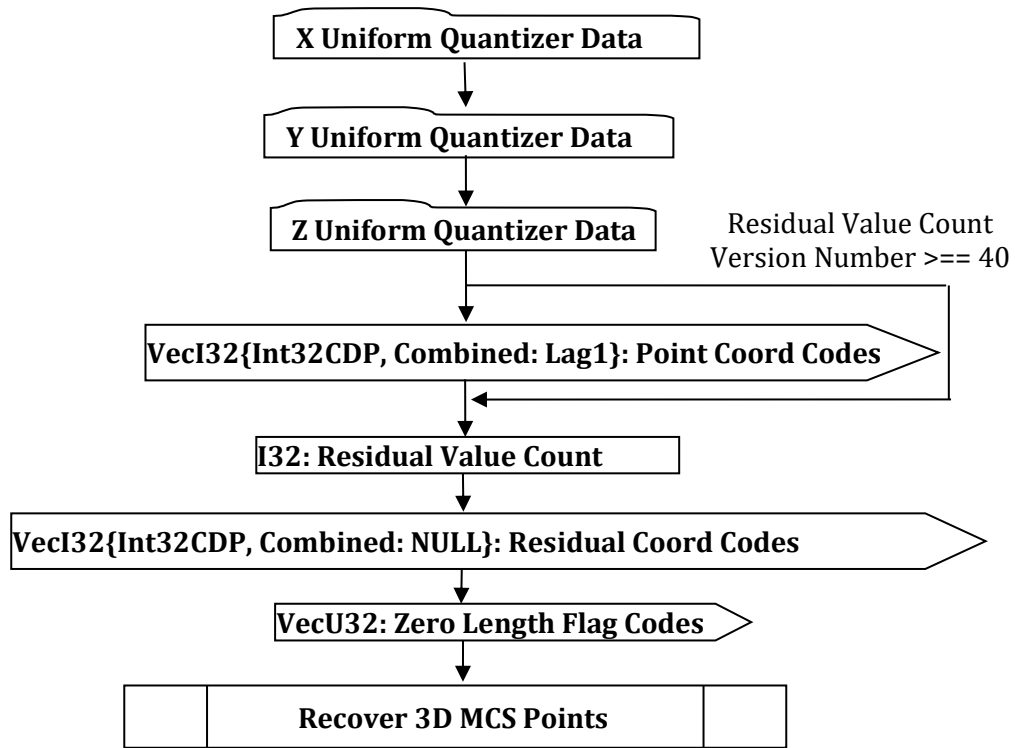 X Uniform Quantizer Data
Y Uniform Quantizer Data
Z Uniform Quantizer Data
Residual Value Count
Version Number >== 40
VecI32{Int32CDP, Combined: Lag1}: Point Coord Codes
I32: Residual Value Count
VecI32{Int32CDP, Combined: NULL}: Residual Coord Codes
VecU32: Zero Length Flag Codes
Recover 3D MCS Points